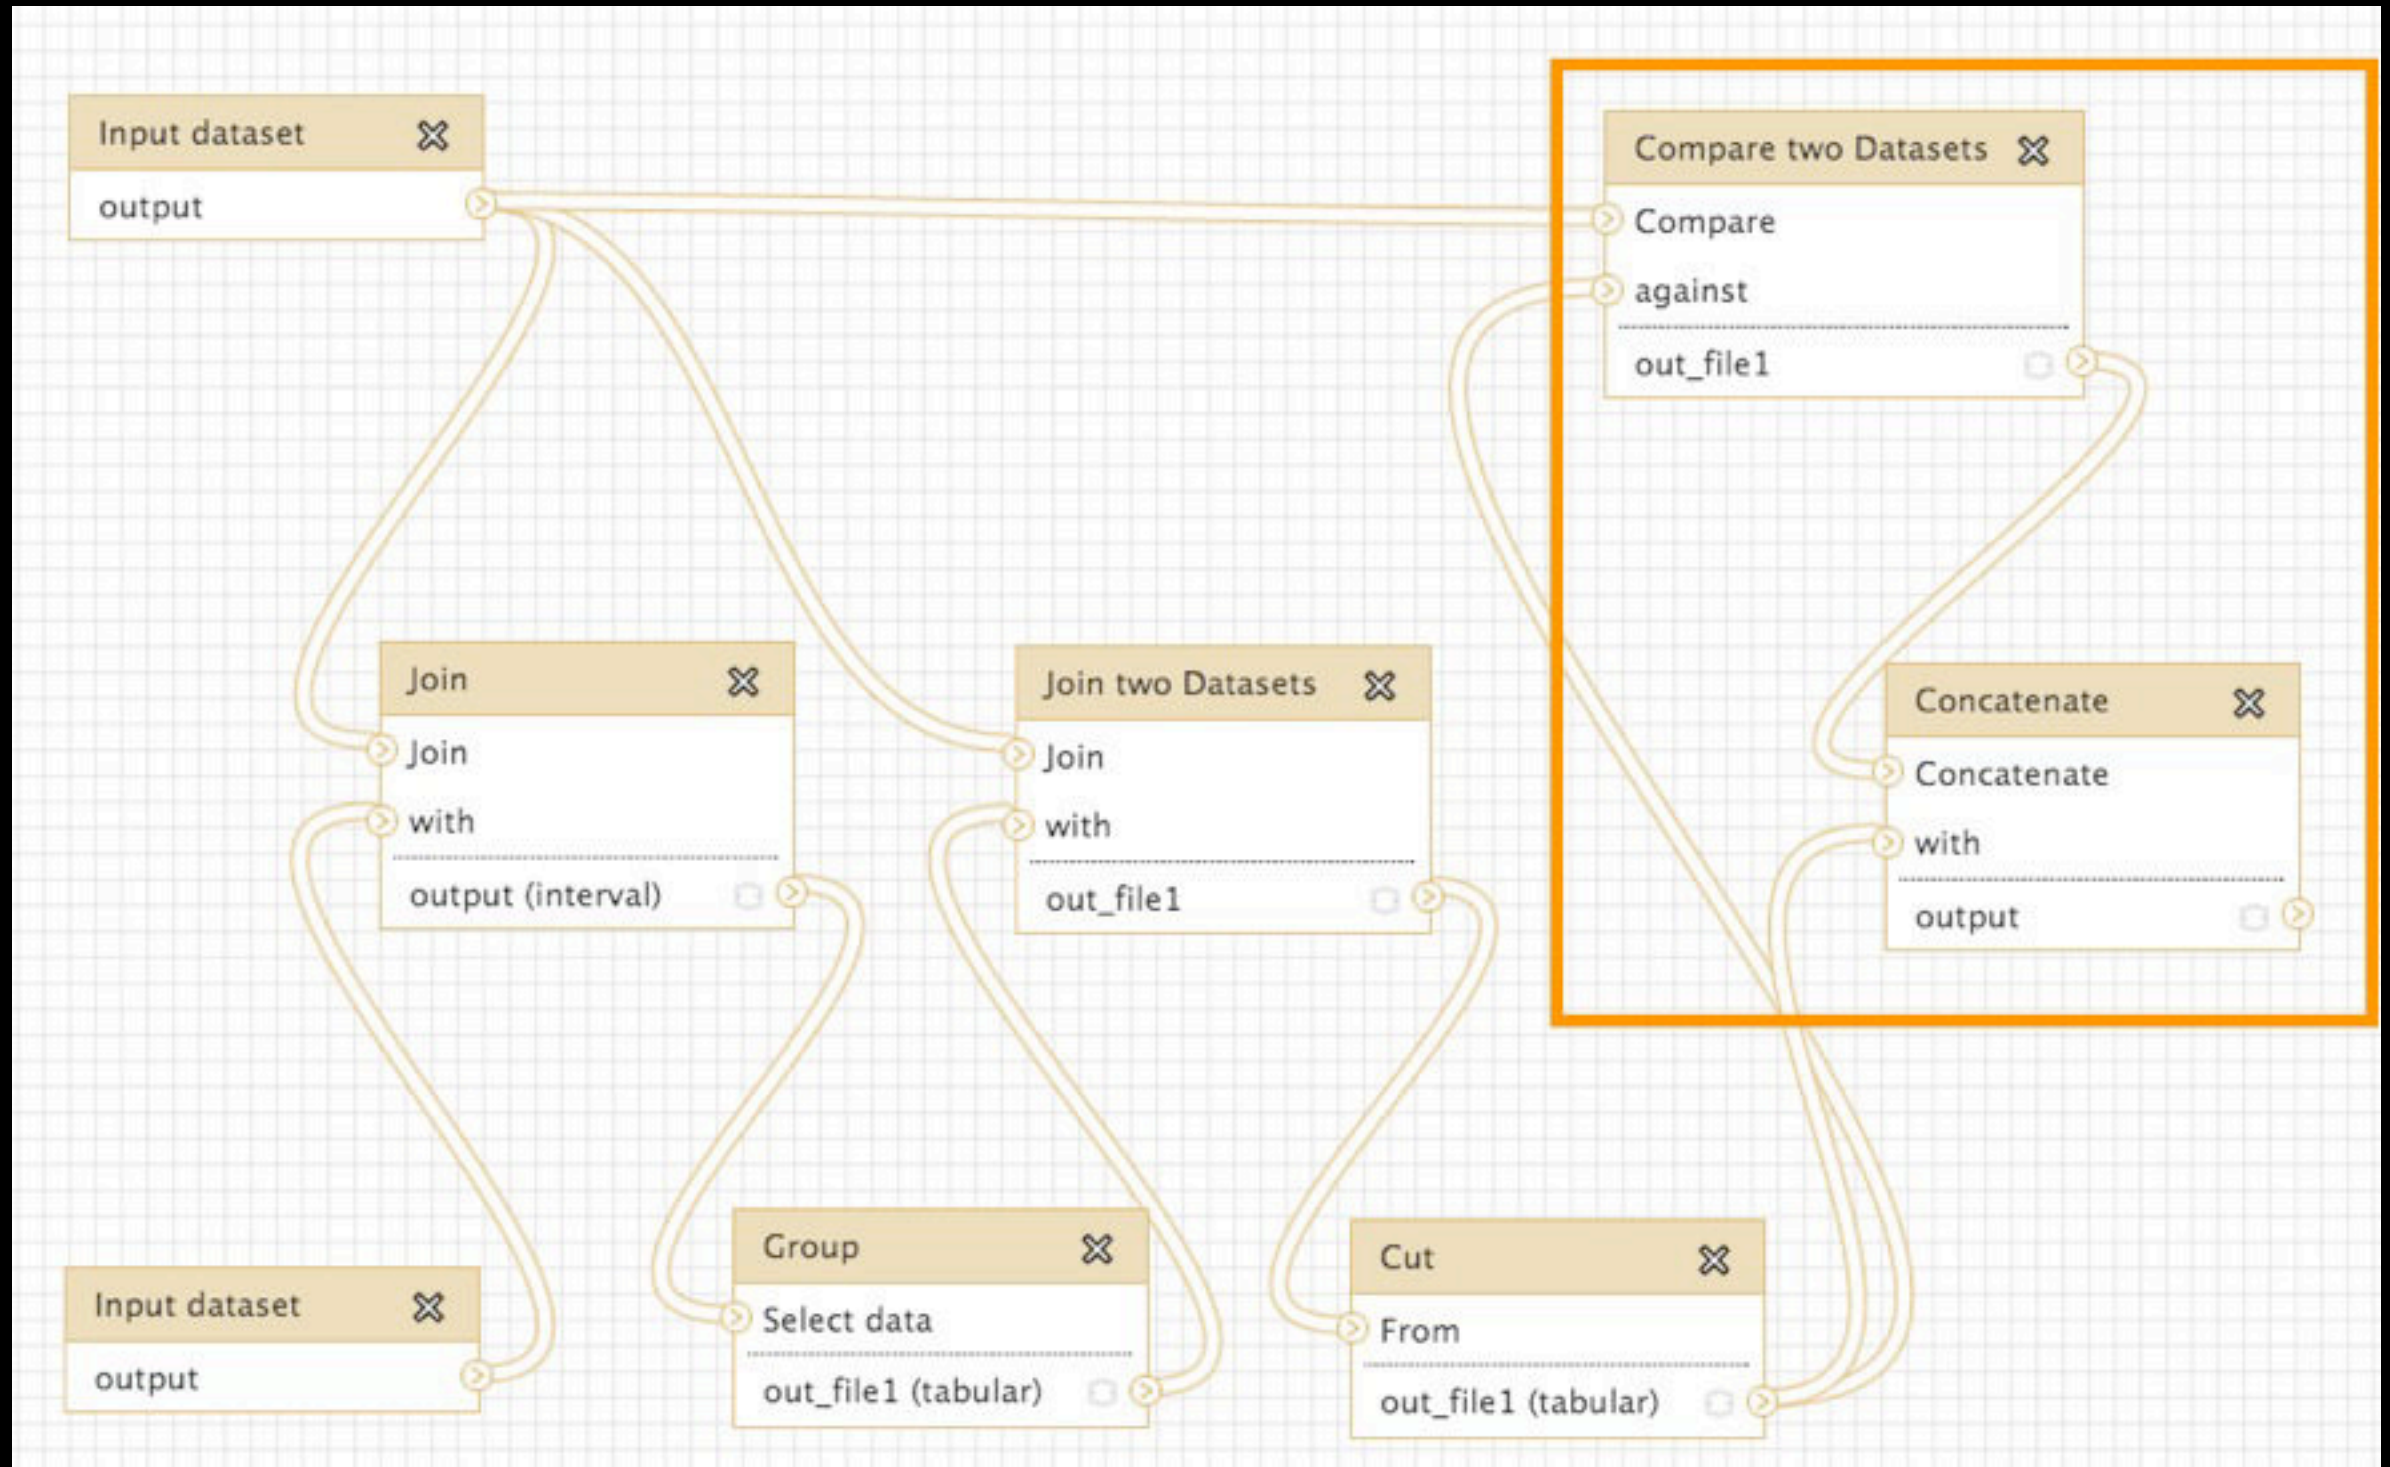 Input dataset
output
Compare two Datasets
Compare
against
out_file1
Join
Join
with
output (interval)
Join two Datasets
Join
with
out_file1
Concatenate
Concatenate
with
output
Input dataset
output
Group
Select data
out_file1 (tabular)
Cut
From
out_file1 (tabular)